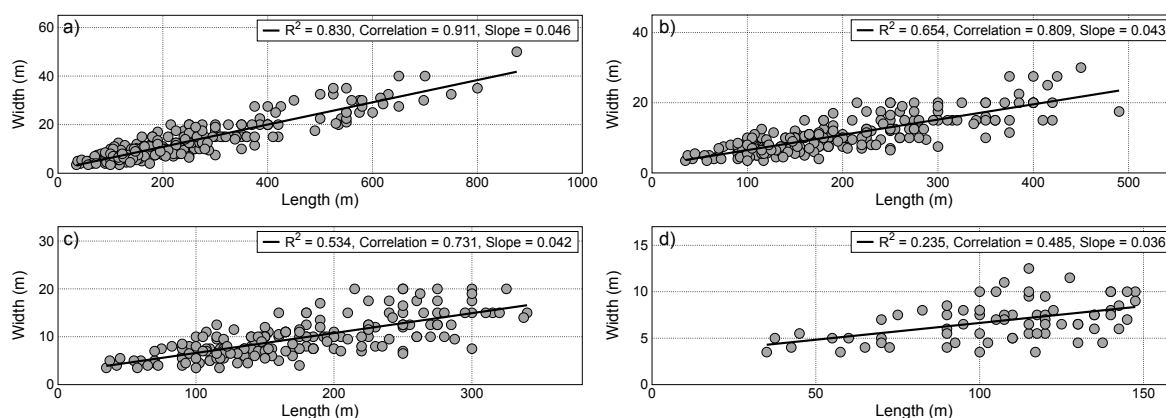 a)
R² = 0.830, Correlation = 0.911, Slope = 0.046
Width (m)
60
40
20
0
0 200 400 600 800 1000
Length (m)
b)
R² = 0.654, Correlation = 0.809, Slope = 0.043
Width (m)
40
20
0
0 100 200 300 400 500
Length (m)
c)
R² = 0.534, Correlation = 0.731, Slope = 0.042
Width (m)
30
20
10
0
100 200 300
Length (m)
d)
R² = 0.235, Correlation = 0.485, Slope = 0.036
Width (m)
15
10
5
0
50 100 150
Length (m)